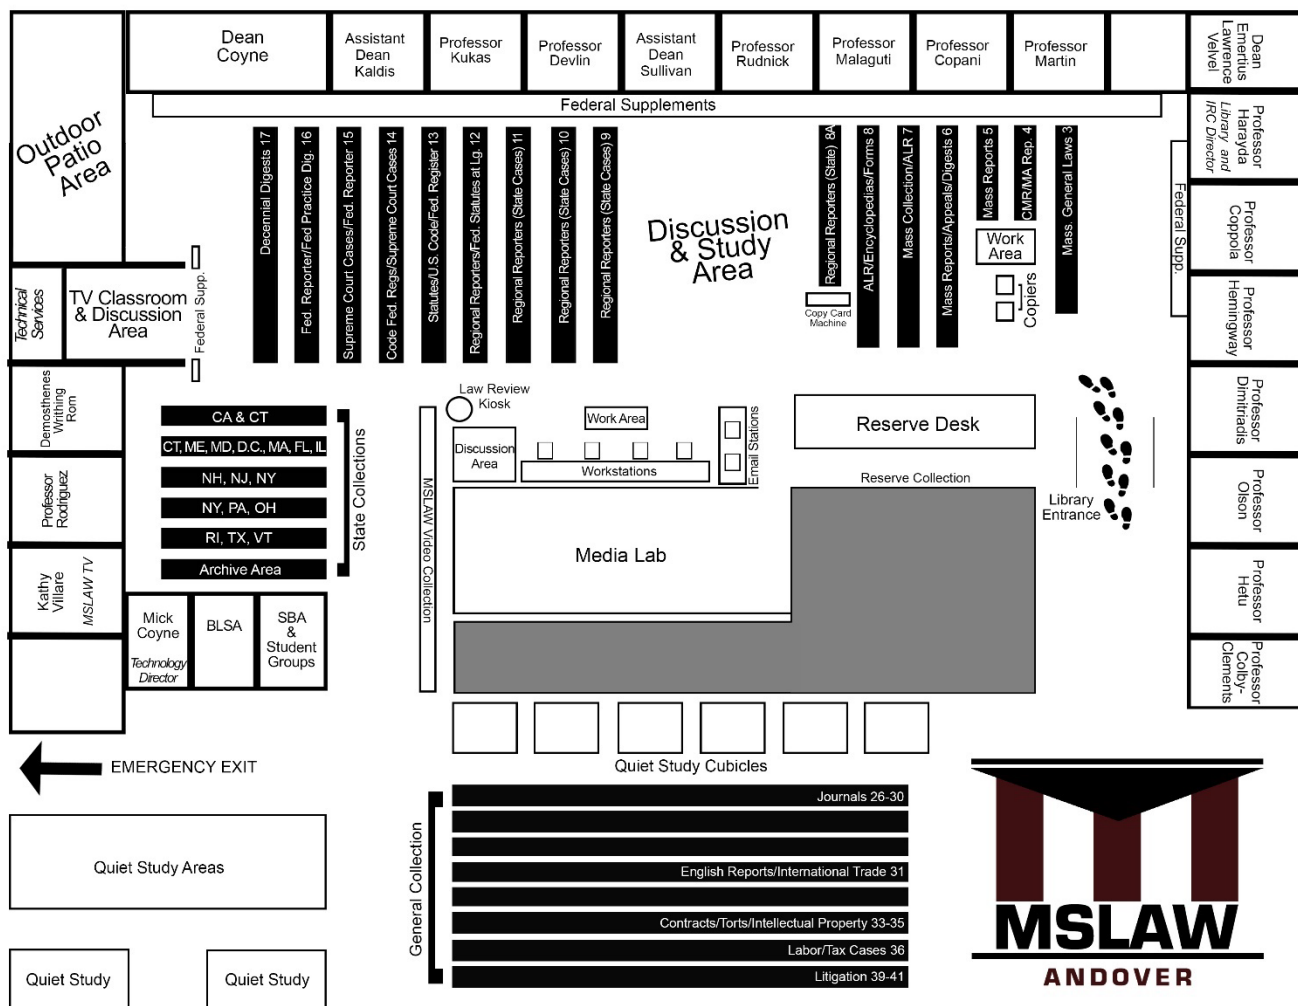 Dean
Coyne
Assistant
Dean
Kaldis
Professor
Kukas
Professor
Devlin
Assistant
Dean
Sullivan
Professor
Rudnick
Professor
Malaguti
Professor
Copani
Professor
Martin
Dean
Emertius
Lawrence
Velvel
Federal Supplements
Outdoor
Patio
Area
Decennial Digests 17
Fed. Reporter/Fed Practice Dig. 16
Supreme Court Cases/Fed. Reporter 15
Code Fed. Regs/Supreme Court Cases 14
Statutes/U.S. Code/Fed. Register 13
Regional Reporters/Fed. Statutes at Lg. 12
Regional Reporters (State Cases) 11
Regional Reporters (State Cases) 10
Regional Reporters (State Cases) 9
Discussion
& Study
Area
Regional Reporters (State) 8A
ALR/Encyclopedias/Forms 8
Mass Collection/ALR 7
Mass Reports/Appeals/Digests 6
Mass Reports 5
CMR/MA Rep. 4
Mass. General Laws 3
Work
Area
Copiers
Copy Card
Machine
Federal Supp.
Professor
Harayda
Library and
IRC Director
Professor
Coppola
Professor
Hemingway
Professor
Dimitriadis
Professor
Olson
Professor
Hetu
Professor
Colby-
Clements
Technical
Services
TV Classroom
& Discussion
Area
Federal Supp.
Demosthenes
Writhing
Rom
Professor
Rodriguez
Kathy
Villare
MSLAW TV
CA & CT
CT, ME, MD, D.C., MA, FL, IL
NH, NJ, NY
NY, PA, OH
RI, TX, VT
Archive Area
State Collections
Mick
Coyne
Technology
Director
BLSA
SBA
&
Student
Groups
MSLAW Video Collection
Law Review
Kiosk
Discussion
Area
Work Area
Workstations
Email Stations
Reserve Desk
Reserve Collection
Library
Entrance
Media Lab
Quiet Study Cubicles
EMERGENCY EXIT
Quiet Study Areas
Quiet Study
Quiet Study
General Collection
Journals 26-30
English Reports/International Trade 31
Contracts/Torts/Intellectual Property 33-35
Labor/Tax Cases 36
Litigation 39-41
MSLAW
ANDOVER